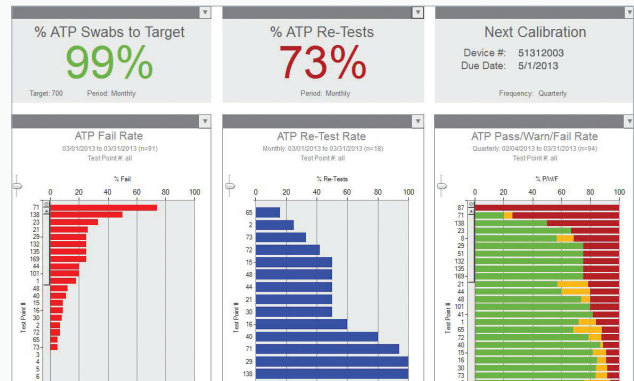 % ATP Swabs to Target
99%
Target: 700 Period: Monthly
% ATP Re-Tests
73%
Period: Monthly
Next Calibration
Device #: 51312003
Due Date: 5/1/2013
Frequency: Quarterly
ATP Fail Rate
03/01/2013 to 03/31/2013 (n=91)
Test Point #: all
% Fail
0 20 40 60 80 100
Test Point #
71
138
23
21
29
132
135
169
44
101
1
48
40
15
16
30
2
72
65
73
3
4
5
6
ATP Re-Test Rate
Monthly: 03/01/2013 to 03/31/2013 (n=18)
Test Point #: all
% Re-Tests
0 20 40 60 80 100
Test Point #
65
2
73
72
15
48
44
21
30
16
40
71
29
138
ATP Pass/Warn/Fail Rate
Quarterly: 02/04/2013 to 03/31/2013 (n=94)
Test Point #: all
% P/W/F
0 20 40 60 80 100
Test Point #
87
71
138
23
8
29
51
132
135
169
21
44
48
101
41
1
65
72
40
15
16
30
73